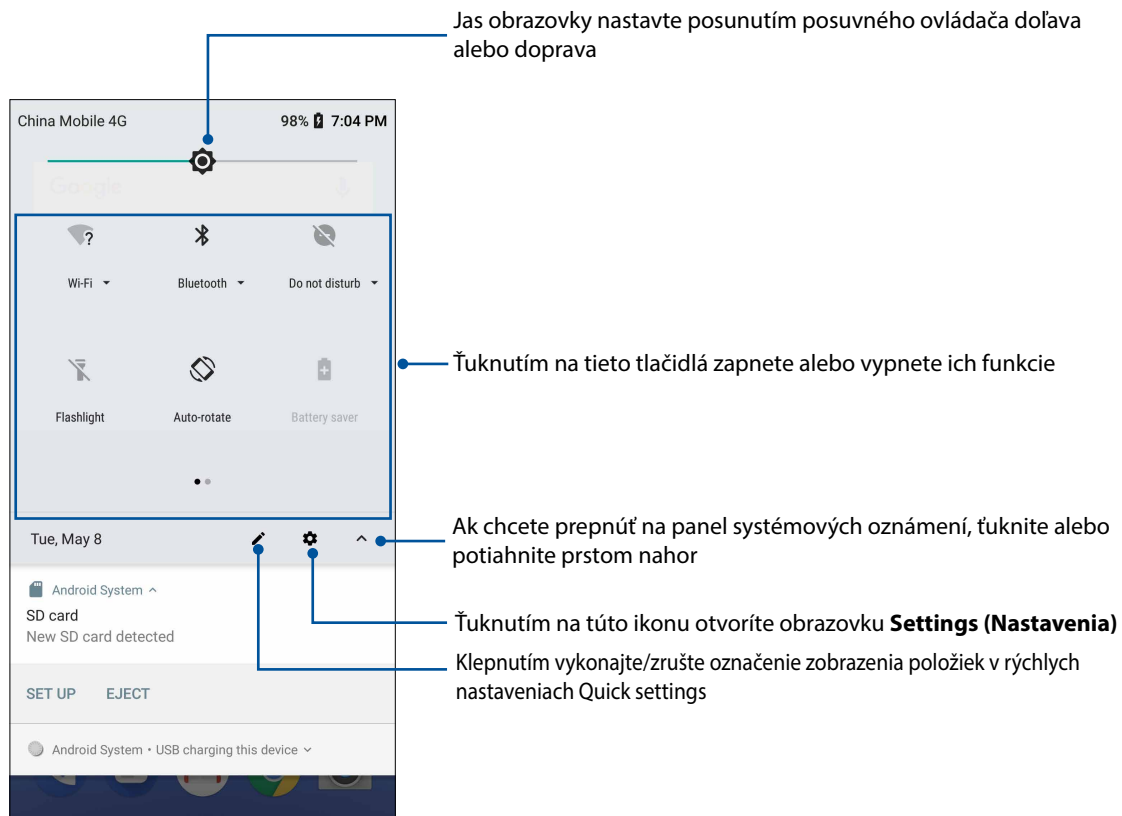 Jas obrazovky nastavte posunutím posuvného ovládača doľava
alebo doprava
China Mobile 4G 98% 7:04 PM
Google
?
Wi-Fi Bluetooth Do not disturb
Ťuknutím na tieto tlačidlá zapnete alebo vypnete ich funkcie
Flashlight Auto-rotate Battery saver
Ak chcete prepnúť na panel systémových oznámení, ťuknite alebo
potiahnite prstom nahor
Tue, May 8
Android System
SD card
New SD card detected
Ťuknutím na túto ikonu otvoríte obrazovku Settings (Nastavenia)
Klepnutím vykonajte/zrušte označenie zobrazenia položiek v rýchlych
nastaveniach Quick settings
SET UP EJECT
Android System • USB charging this device